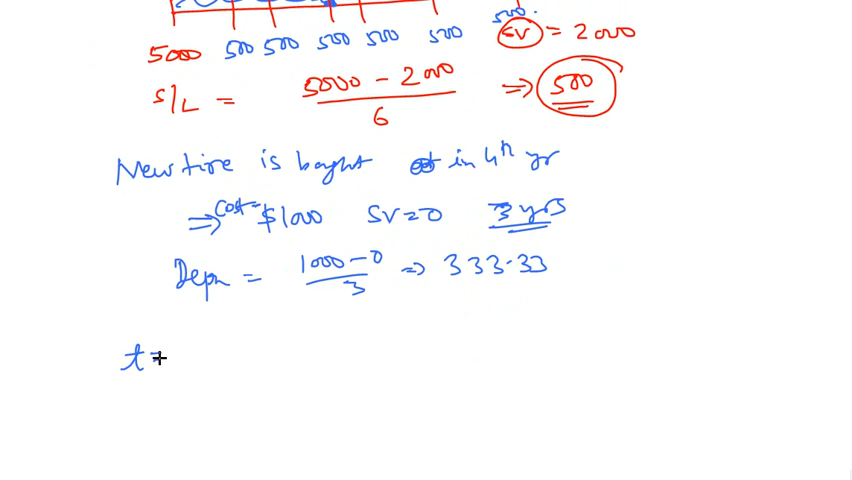 500.
5000 500 500 500 500 500 SV = 2000
S/L = 5000 - 2000 / 6 ⇒ 500
New tire is bought in 4th yr
⇒ Cost = $1000 SV = 0 3 yrs
Depn = 1000 - 0 / 3 ⇒ 333.33
t =